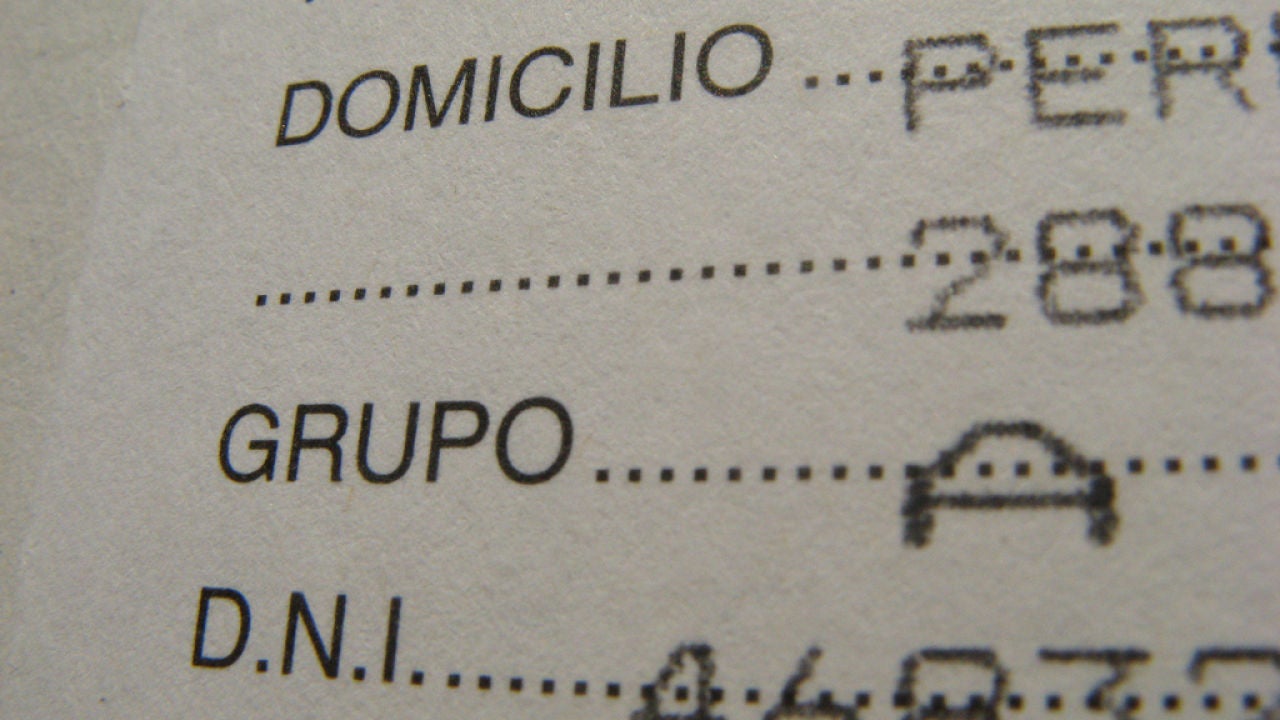 DOMICILIO ... PER
............................ 288
GRUPO .......... A ......
D.N.I. ..........